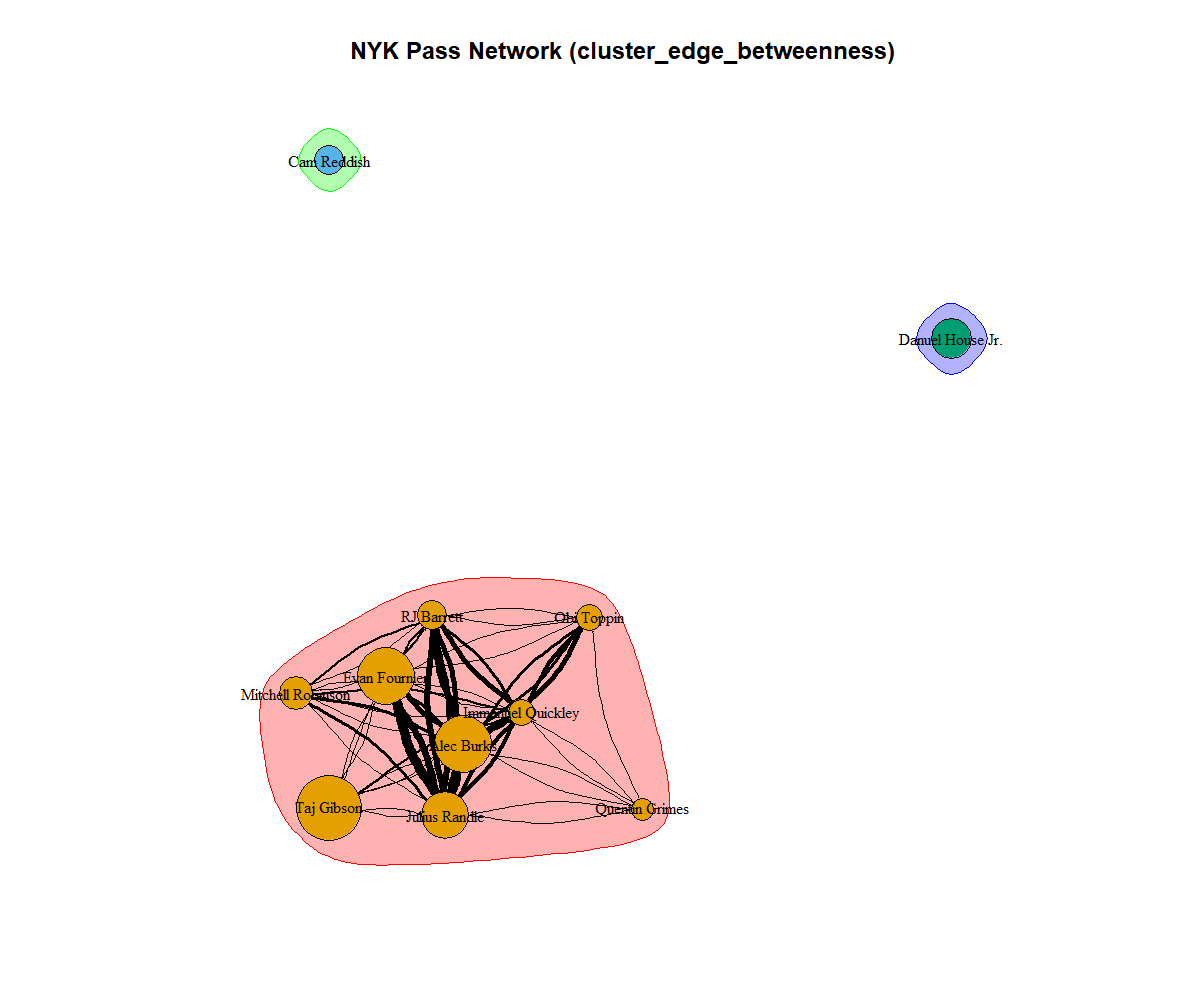 NYK Pass Network (cluster_edge_betweenness)
Cam Reddish
Danuel House Jr.
RJ Barrett
Obi Toppin
Evan Fournier
Mitchell Robinson
Immanuel Quickley
Alec Burks
Taj Gibson
Julius Randle
Quentin Grimes